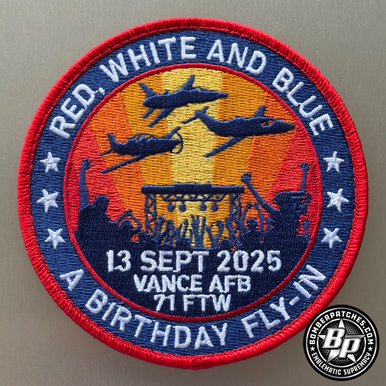 RED, WHITE AND BLUE
13 SEPT 2025
VANCE AFB
71 FTW
A BIRTHDAY FLY-IN
BOMBERPATCHES.COM
BP
EMBLEMATIC SUPREMACY